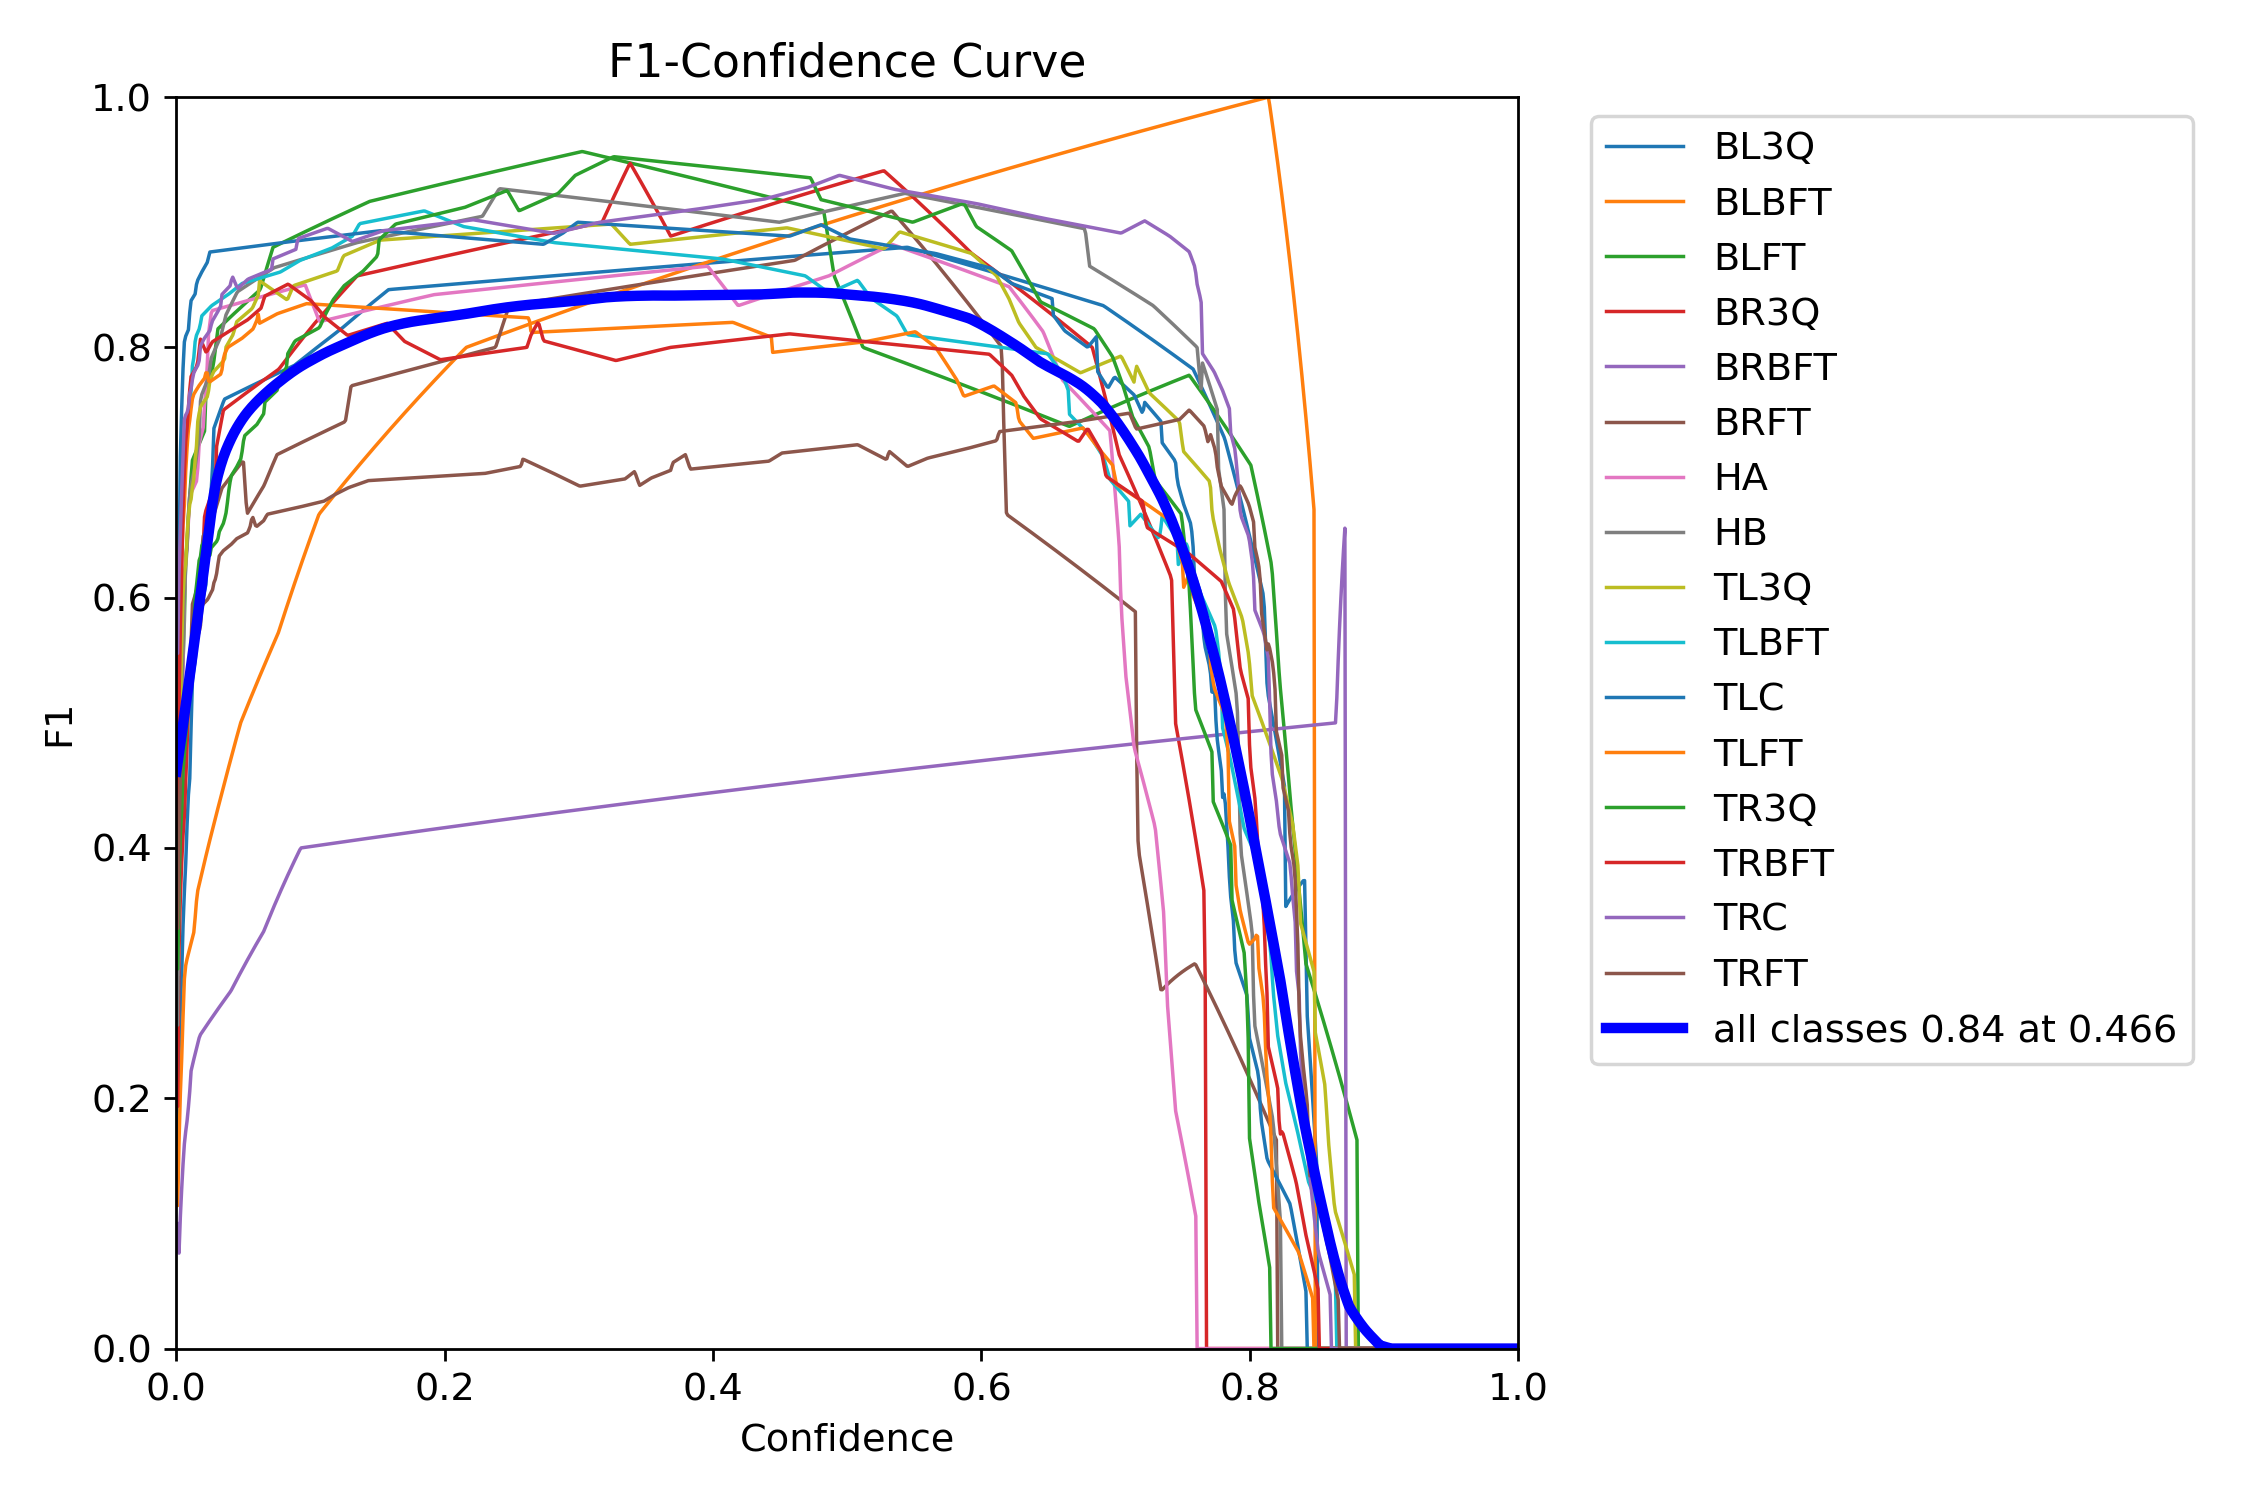 F1-Confidence Curve
1.0
0.8
0.6
0.4
0.2
0.0
F1
0.0 0.2 0.4 0.6 0.8 1.0
Confidence
BL3Q
BLBFT
BLFT
BR3Q
BRBFT
BRFT
HA
HB
TL3Q
TLBFT
TLC
TLFT
TR3Q
TRBFT
TRC
TRFT
all classes 0.84 at 0.466